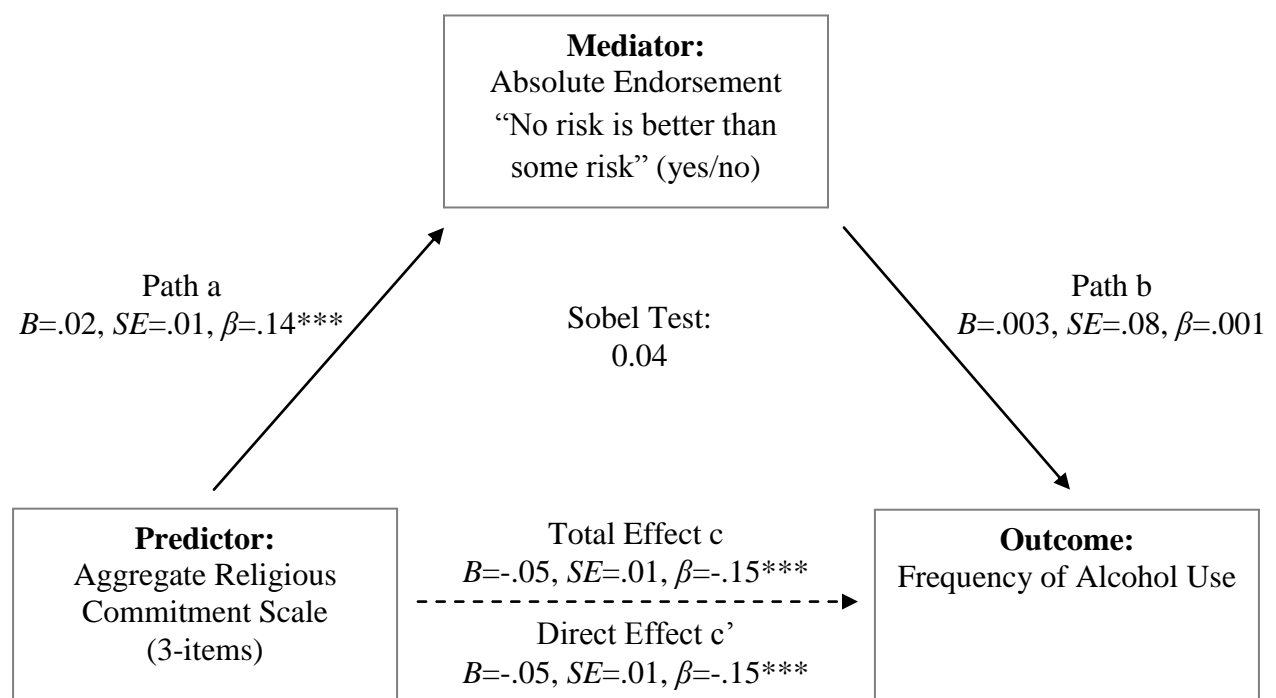 Mediator:
Absolute Endorsement
“No risk is better than
some risk” (yes/no)
Path a
B=.02, SE=.01, β=.14***
Sobel Test:
0.04
Path b
B=.003, SE=.08, β=.001
Predictor:
Aggregate Religious
Commitment Scale
(3-items)
Total Effect c
B=-.05, SE=.01, β=-.15***
Direct Effect c’
B=-.05, SE=.01, β=-.15***
Outcome:
Frequency of Alcohol Use